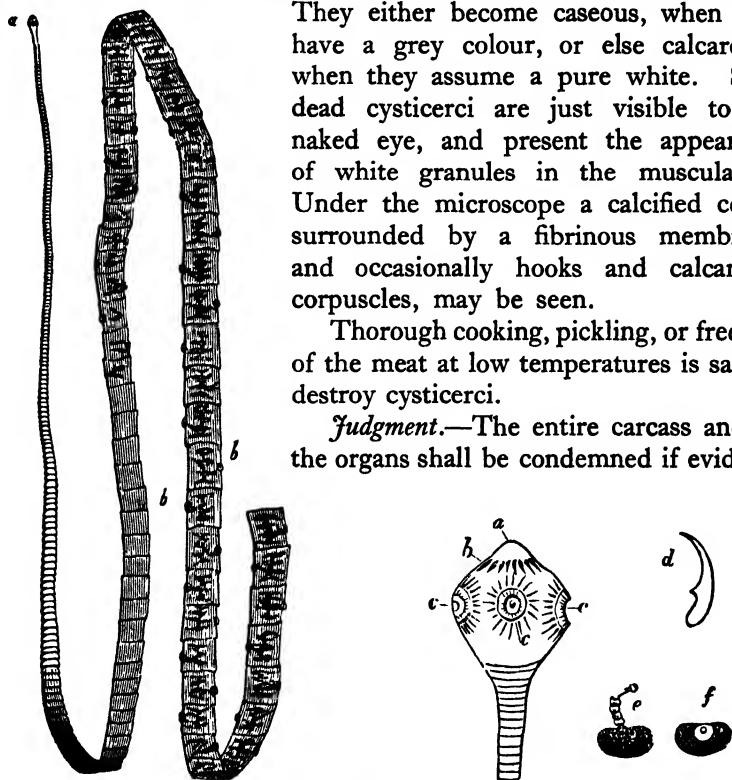 They either become caseous, when
have a grey colour, or else calcar
when they assume a pure white.
dead cysticerci are just visible to
naked eye, and present the appear
of white granules in the muscula
Under the microscope a calcified c
surrounded by a fibrinous memb
and occasionally hooks and calcar
corpuscles, may be seen.
Thorough cooking, pickling, or free
of the meat at low temperatures is sa
destroy cysticerci.
Judgment.—The entire carcass an
the organs shall be condemned if evid
a
b
b
a
b
c
c
c
d
e
f